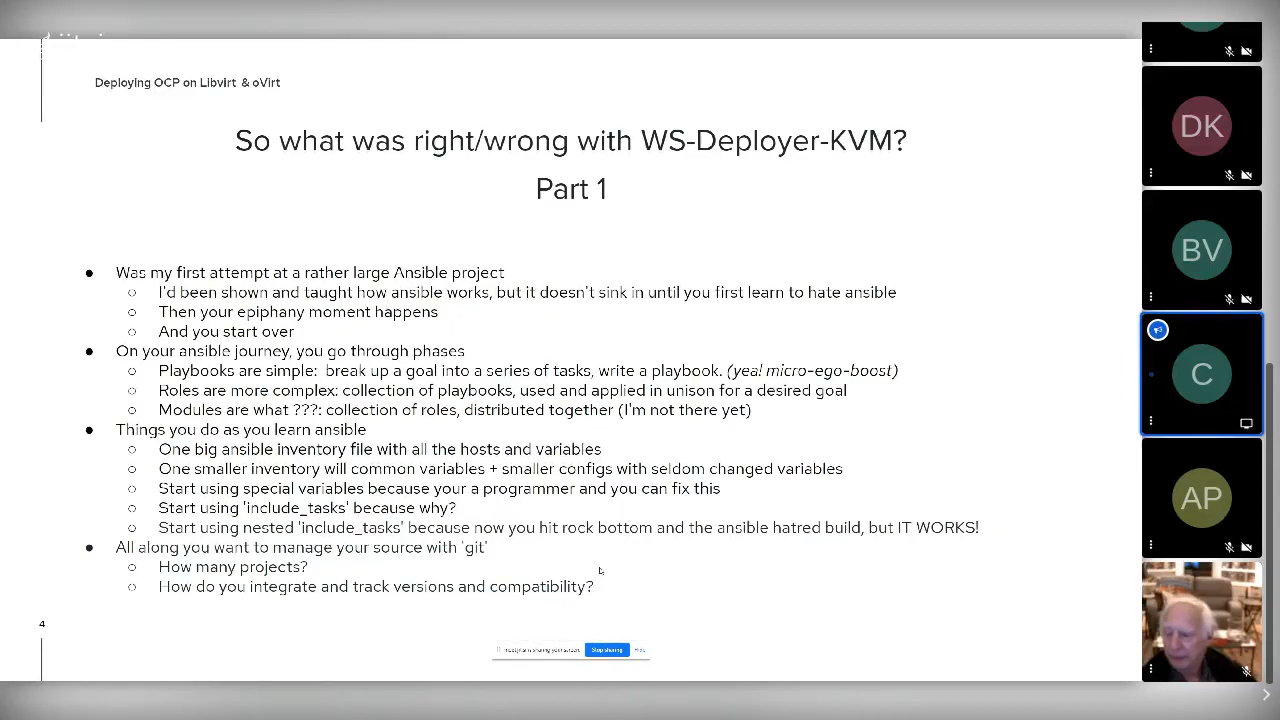 Deploying OCP on Libvirt & oVirt
So what was right/wrong with WS-Deployer-KVM?
Part 1
● Was my first attempt at a rather large Ansible project
○ I'd been shown and taught how ansible works, but it doesn't sink in until you first learn to hate ansible
○ Then your epiphany moment happens
○ And you start over
● On your ansible journey, you go through phases
○ Playbooks are simple: break up a goal into a series of tasks, write a playbook. (yea! micro-ego-boost)
○ Roles are more complex: collection of playbooks, used and applied in unison for a desired goal
○ Modules are what ???: collection of roles, distributed together (I'm not there yet)
● Things you do as you learn ansible
○ One big ansible inventory file with all the hosts and variables
○ One smaller inventory will common variables + smaller configs with seldom changed variables
○ Start using special variables because your a programmer and you can fix this
○ Start using 'include_tasks' because why?
○ Start using nested 'include_tasks' because now you hit rock bottom and the ansible hatred build, but IT WORKS!
● All along you want to manage your source with 'git'
○ How many projects?
○ How do you integrate and track versions and compatibility?
4
is sharing your screen. Stop sharing Hide
DK
BV
C
AP